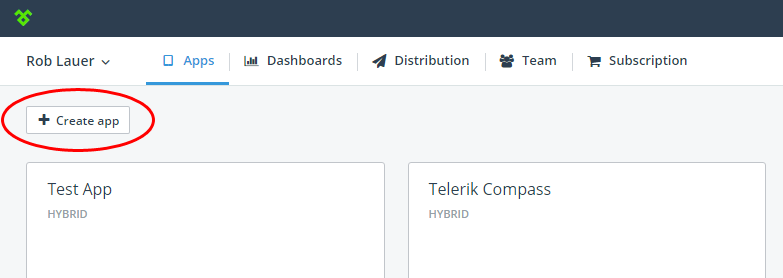 Rob Lauer Apps Dashboards Distribution Team Subscription
Create app
Test App Telerik Compass
HYBRID HYBRID